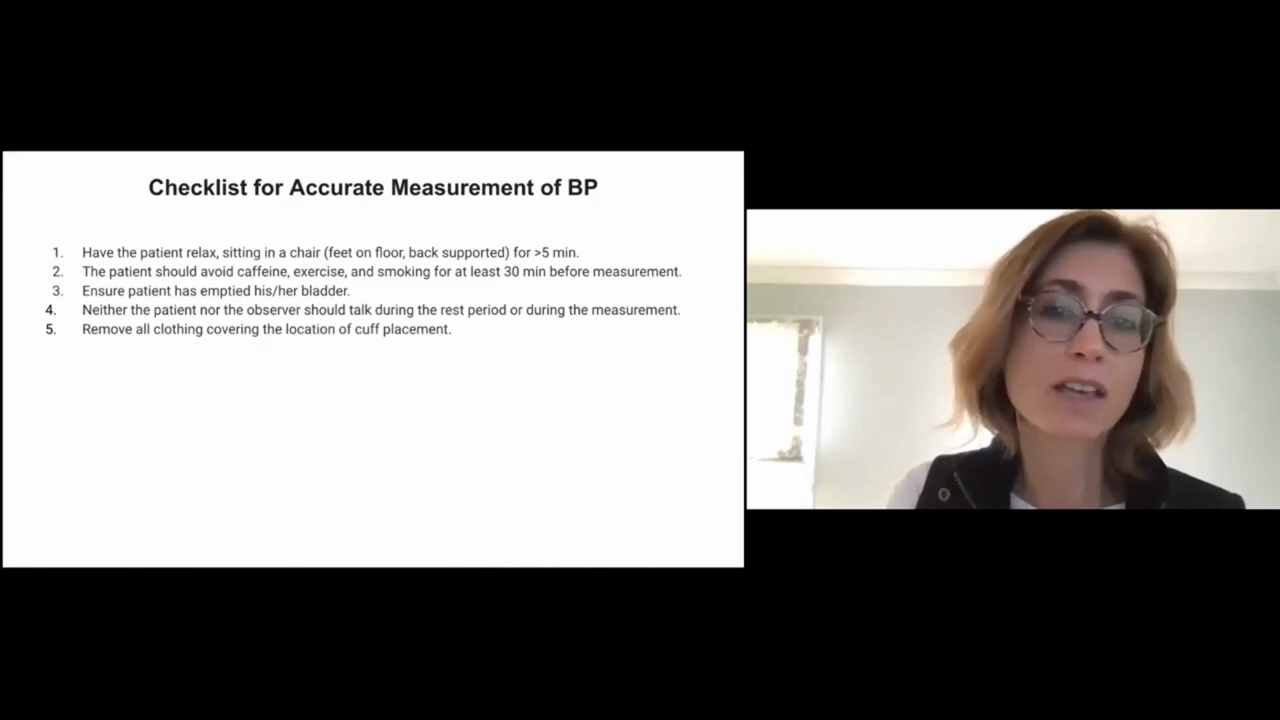 Checklist for Accurate Measurement of BP
1. Have the patient relax, sitting in a chair (feet on floor, back supported) for >5 min.
2. The patient should avoid caffeine, exercise, and smoking for at least 30 min before measurement.
3. Ensure patient has emptied his/her bladder.
4. Neither the patient nor the observer should talk during the rest period or during the measurement.
5. Remove all clothing covering the location of cuff placement.